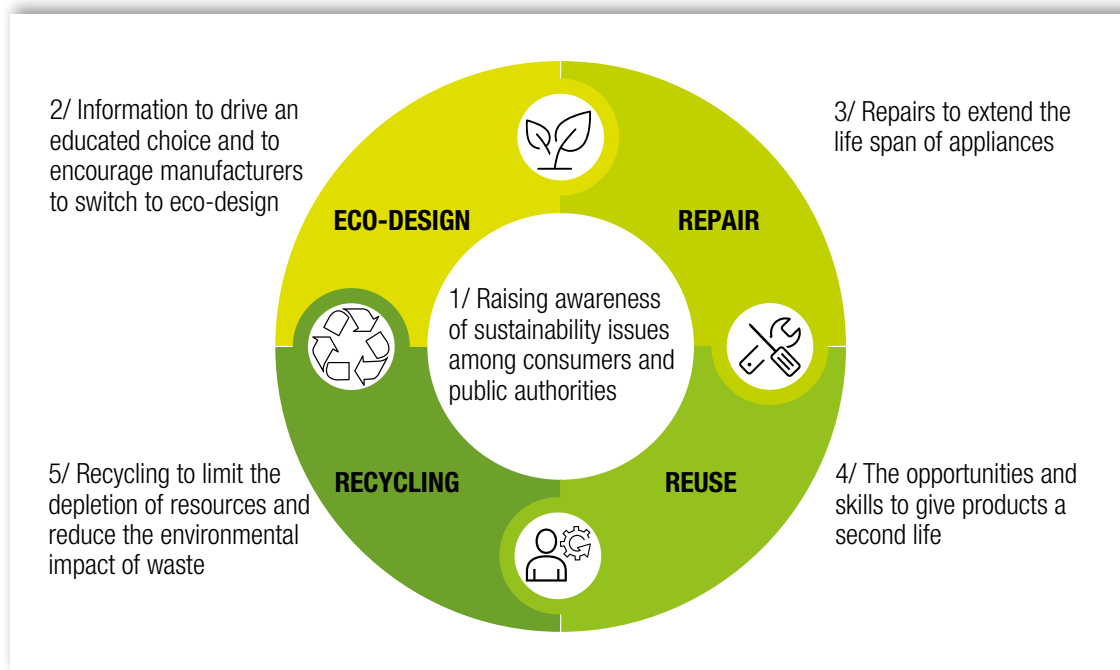 2/ Information to drive an
educated choice and to
encourage manufacturers
to switch to eco-design
3/ Repairs to extend the
life span of appliances
ECO-DESIGN
REPAIR
1/ Raising awareness
of sustainability issues
among consumers and
public authorities
5/ Recycling to limit the
depletion of resources and
reduce the environmental
impact of waste
RECYCLING
REUSE
4/ The opportunities and
skills to give products a
second life